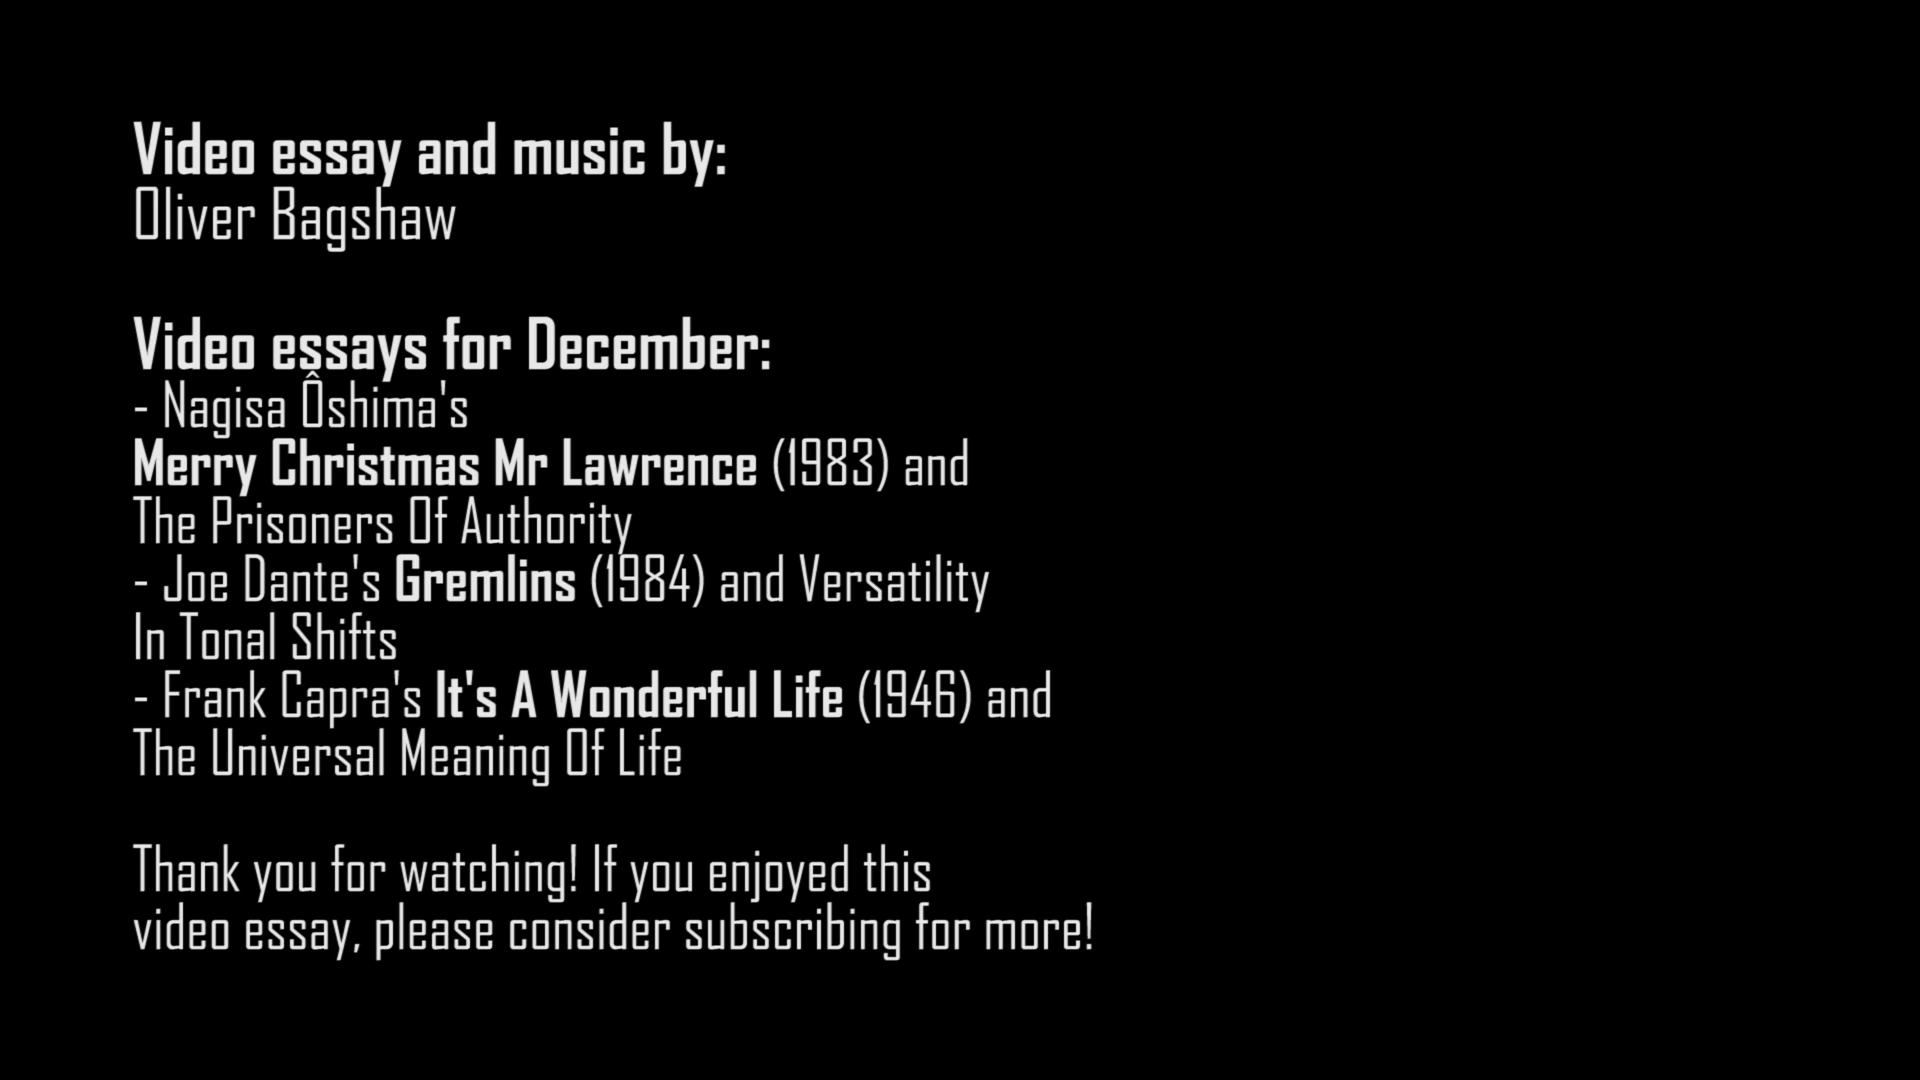 Video essay and music by:
Oliver Bagshaw
Video essays for December:
- Nagisa Ôshima's
Merry Christmas Mr Lawrence (1983) and
The Prisoners Of Authority
- Joe Dante's Gremlins (1984) and Versatility
In Tonal Shifts
- Frank Capra's It's A Wonderful Life (1946) and
The Universal Meaning Of Life
Thank you for watching! If you enjoyed this
video essay, please consider subscribing for more!